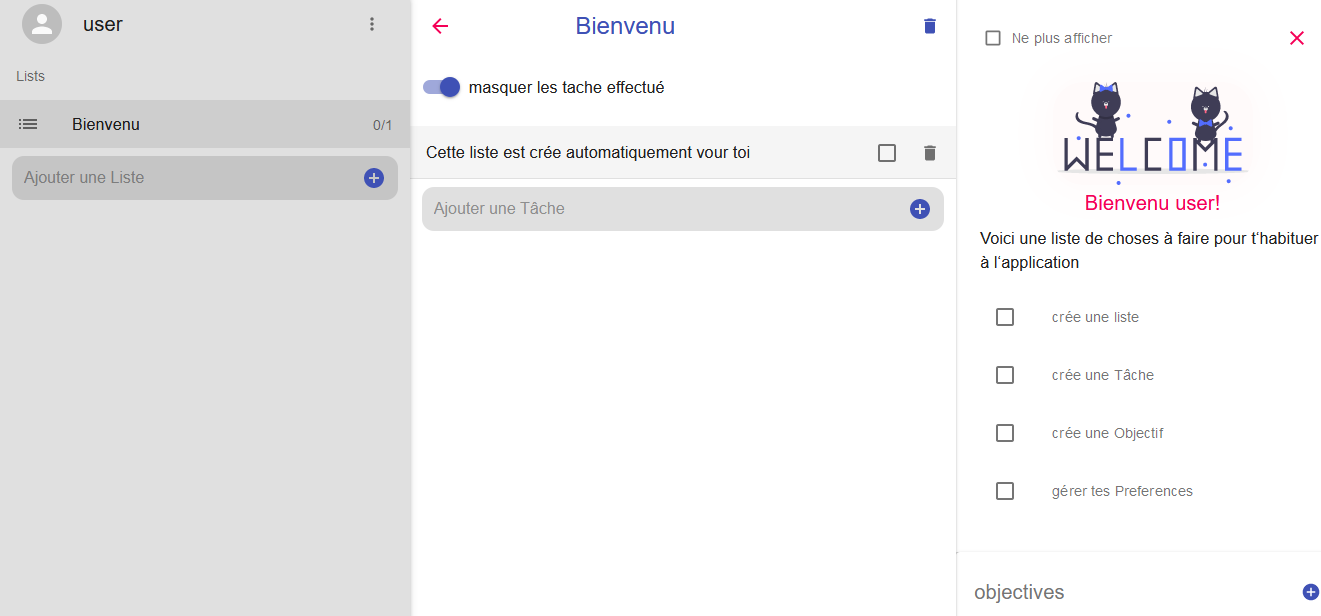 user
Lists
Bienvenu
0/1
Ajouter une Liste
Bienvenu
masquer les tache effectué
Cette liste est crée automatiquement vour toi
Ajouter une Tâche
Ne plus afficher
WELCOME
Bienvenu user!
Voici une liste de choses à faire pour t‘habituer
à l‘application
crée une liste
crée une Tâche
crée une Objectif
gérer tes Preferences
objectives